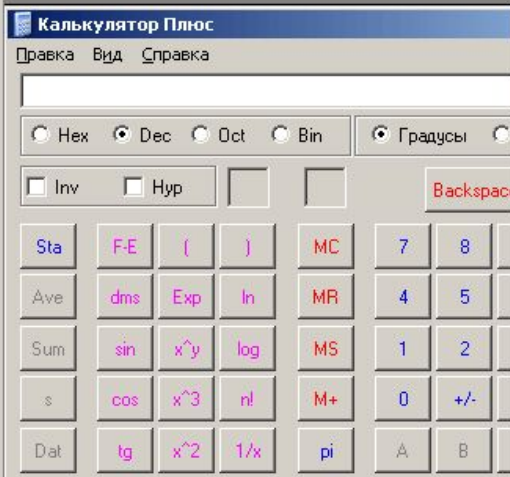 Калькулятор Плюс
Правка Вид Справка
Hex Dec Oct Bin Градусы
Inv Hyp Backspac
Sta F-E ( ) MC 7 8
Ave dms Exp ln MR 4 5
Sum sin x^y log MS 1 2
s cos x^3 n! M+ 0 +/-
Dat tg x^2 1/x pi A B